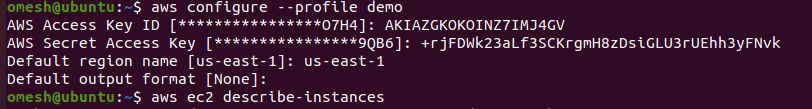 omesh@ubuntu:~$ aws configure --profile demo
AWS Access Key ID [****************O7H4]: AKIAZGKOKOINZ7IMJ4GV
AWS Secret Access Key [****************9QB6]: 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
Default region name [us-east-1]: us-east-1
Default output format [None]:
omesh@ubuntu:~$ aws ec2 describe-instances